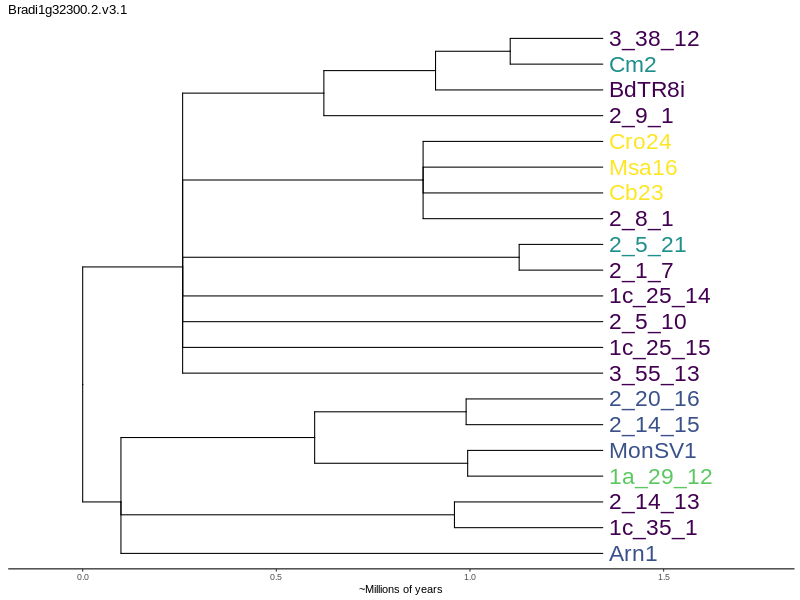 Bradi1g32300.2.v3.1
3_38_12
Cm2
BdTR8i
2_9_1
Cro24
Msa16
Cb23
2_8_1
2_5_21
2_1_7
1c_25_14
2_5_10
1c_25_15
3_55_13
2_20_16
2_14_15
MonSV1
1a_29_12
2_14_13
1c_35_1
Arn1
0.0 0.5 1.0 1.5
~Millions of years